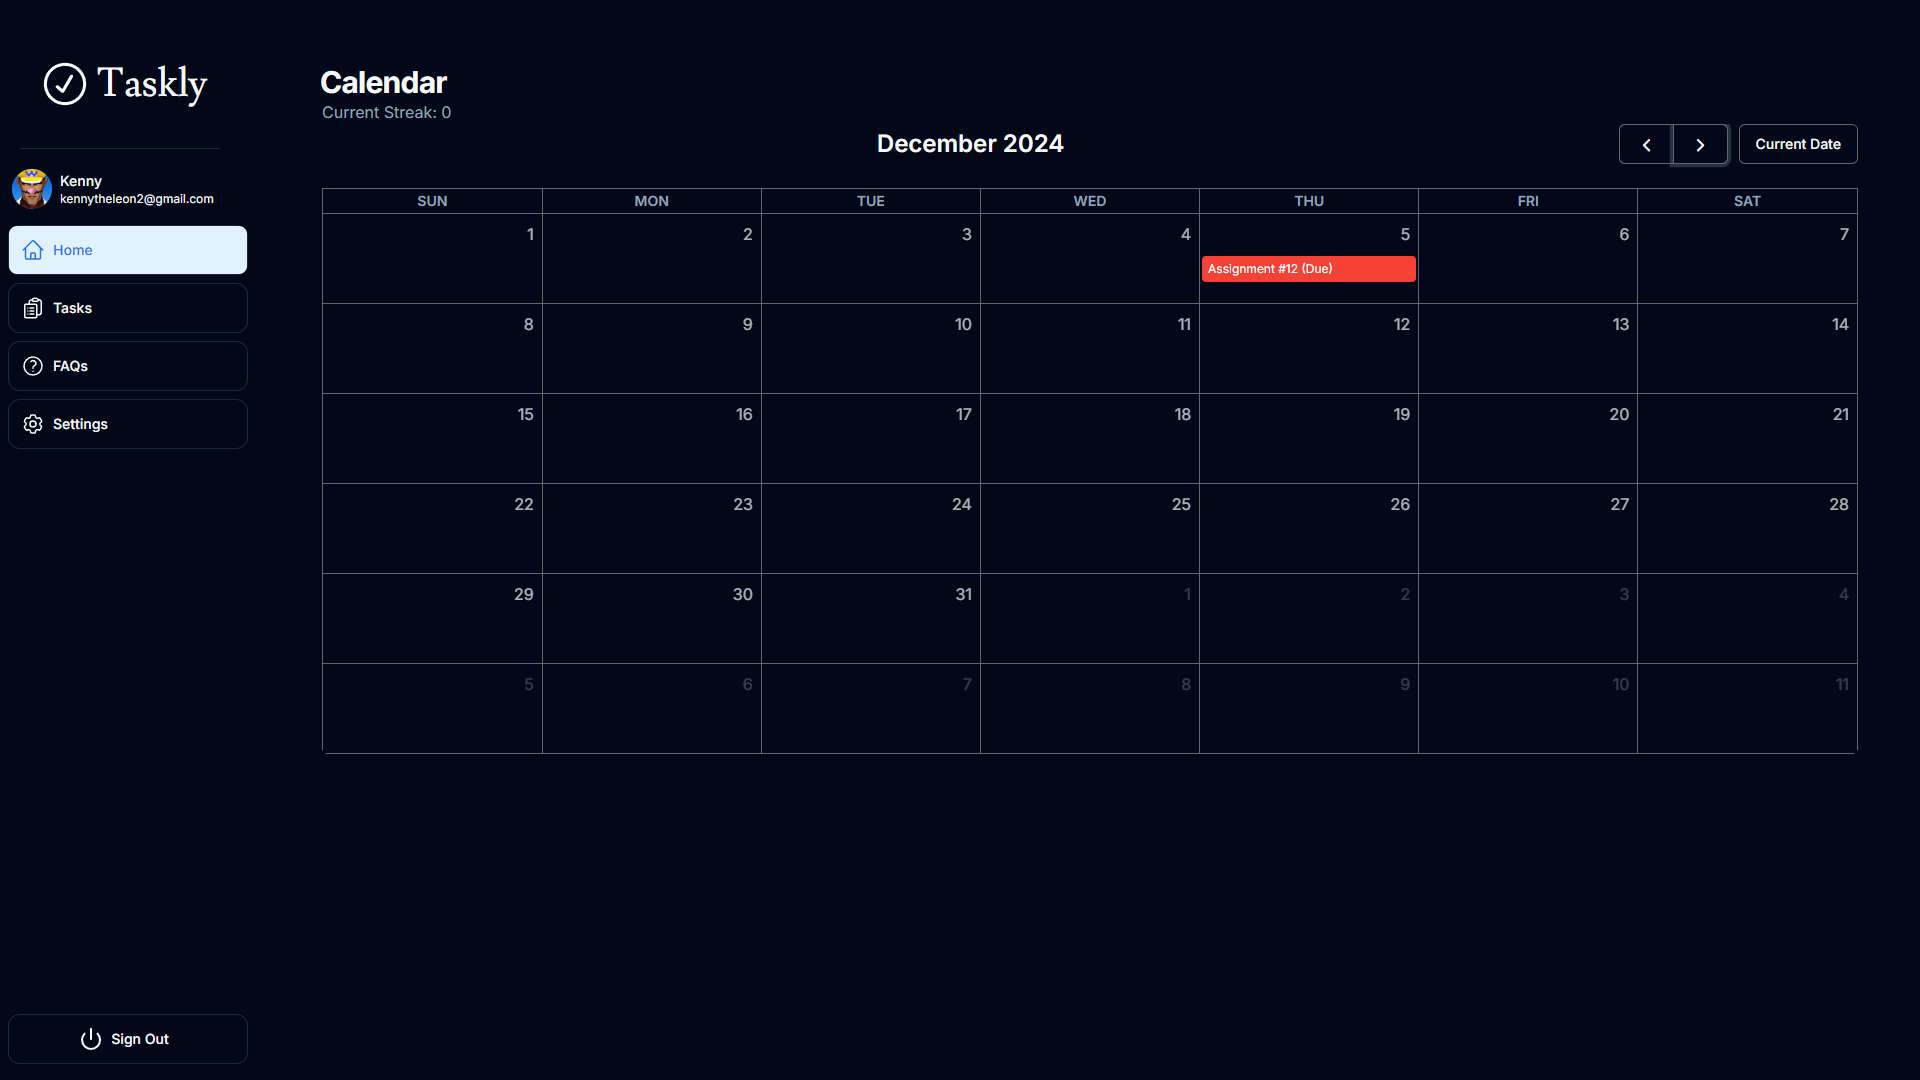 Taskly
Kenny
kennytheleon2@gmail.com
Home
Tasks
FAQs
Settings
Sign Out
Calendar
Current Streak: 0
December 2024
Current Date
SUN MON TUE WED THU FRI SAT
1 2 3 4 5 6 7
Assignment #12 (Due)
8 9 10 11 12 13 14
15 16 17 18 19 20 21
22 23 24 25 26 27 28
29 30 31 1 2 3 4
5 6 7 8 9 10 11